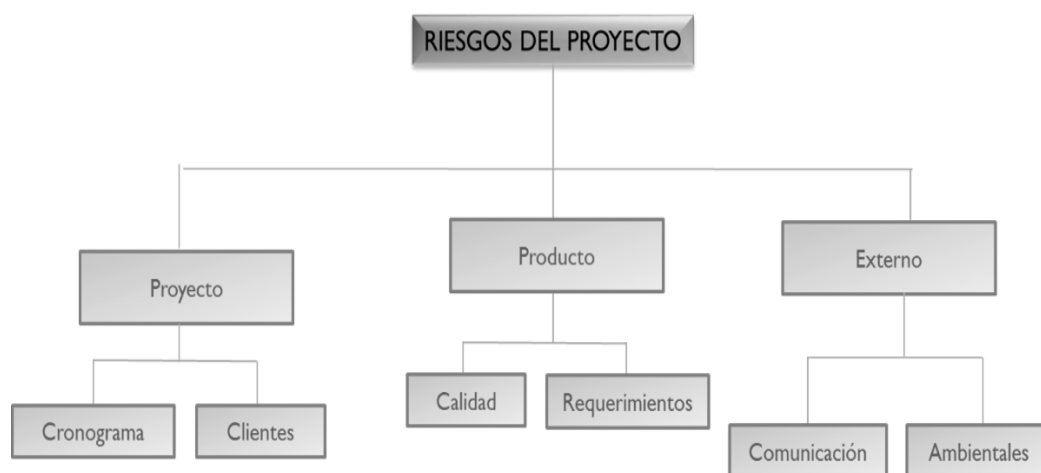 RIESGOS DEL PROYECTO
Proyecto
Producto
Externo
Cronograma
Clientes
Calidad
Requerimientos
Comunicación
Ambientales